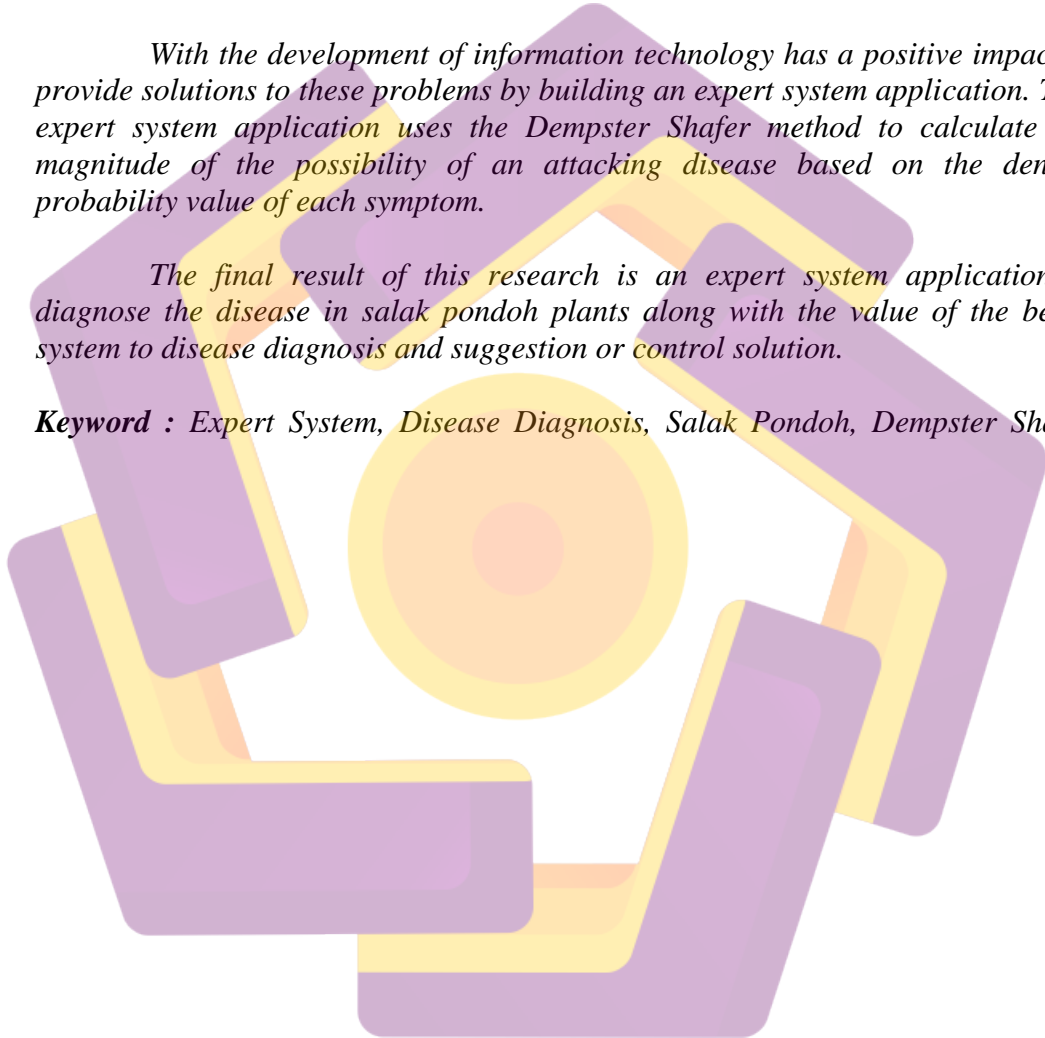 With the development of information technology has a positive impac
provide solutions to these problems by building an expert system application. T
expert system application uses the Dempster Shafer method to calculate
magnitude of the possibility of an attacking disease based on the den
probability value of each symptom.
The final result of this research is an expert system application
diagnose the disease in salak pondoh plants along with the value of the be
system to disease diagnosis and suggestion or control solution.
Keyword : Expert System, Disease Diagnosis, Salak Pondoh, Dempster Sha